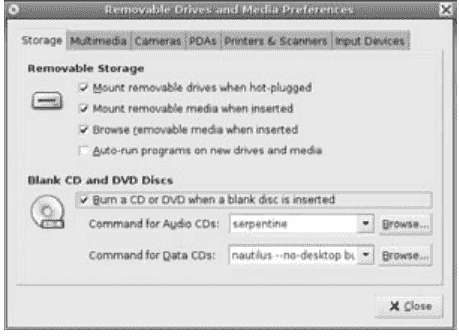 Removable Drives and Media Preferences
Storage Multimedia Cameras PDAs Printers & Scanners Input Devices
Removable Storage
Mount removable drives when hot-plugged
Mount removable media when inserted
Browse removable media when inserted
Auto-run programs on new drives and media
Blank CD and DVD Discs
Burn a CD or DVD when a blank disc is inserted
Command for Audio CDs: serpentine Browse...
Command for Data CDs: nautilus --no-desktop bu Browse...
Close